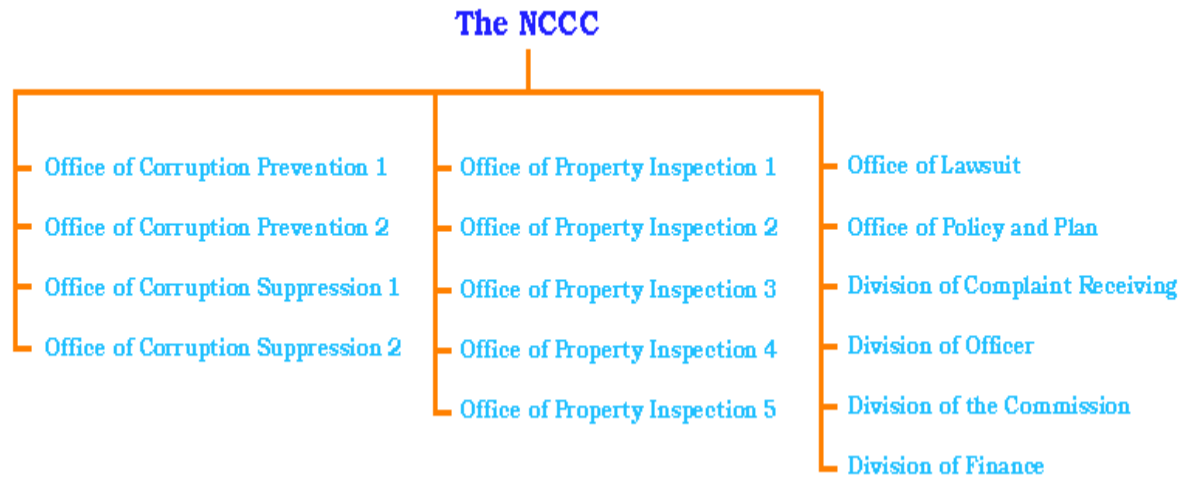 The NCCC
Office of Corruption Prevention 1
Office of Corruption Prevention 2
Office of Corruption Suppression 1
Office of Corruption Suppression 2
Office of Property Inspection 1
Office of Property Inspection 2
Office of Property Inspection 3
Office of Property Inspection 4
Office of Property Inspection 5
Office of Lawsuit
Office of Policy and Plan
Division of Complaint Receiving
Division of Officer
Division of the Commission
Division of Finance